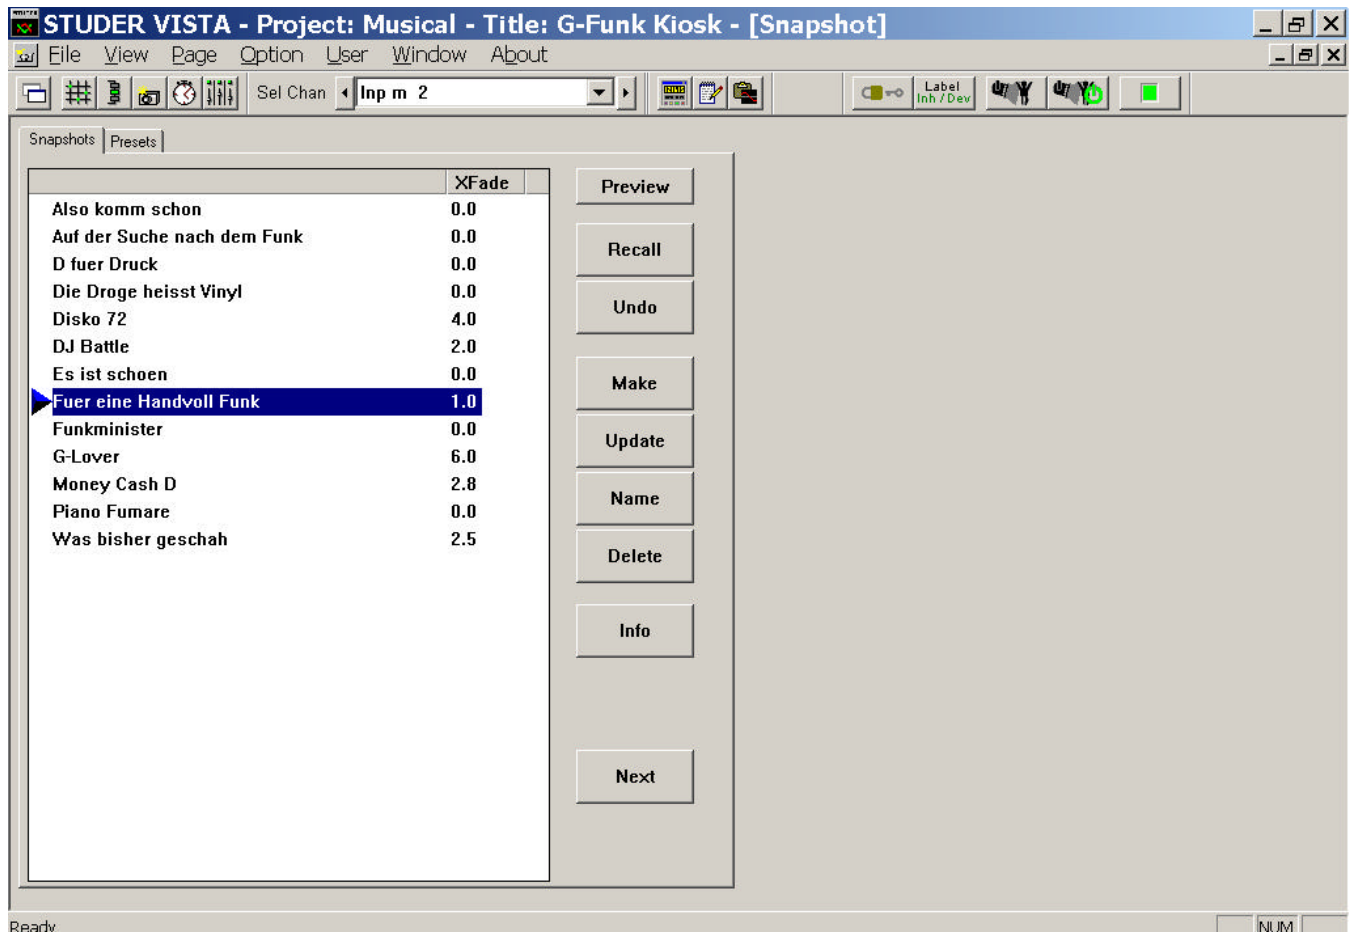 STUDER VISTA - Project: Musical - Title: G-Funk Kiosk - [Snapshot]
File View Page Option User Window About
Sel Chan Inp m 2
Label
Inh / Dev
Snapshots Presets
XFade
Also komm schon 0.0
Auf der Suche nach dem Funk 0.0
D fuer Druck 0.0
Die Droge heisst Vinyl 0.0
Disko 72 4.0
DJ Battle 2.0
Es ist schoen 0.0
Fuer eine Handvoll Funk 1.0
Funkminister 0.0
G-Lover 6.0
Money Cash D 2.8
Piano Fumare 0.0
Was bisher geschah 2.5
Preview
Recall
Undo
Make
Update
Name
Delete
Info
Next
Ready NUM